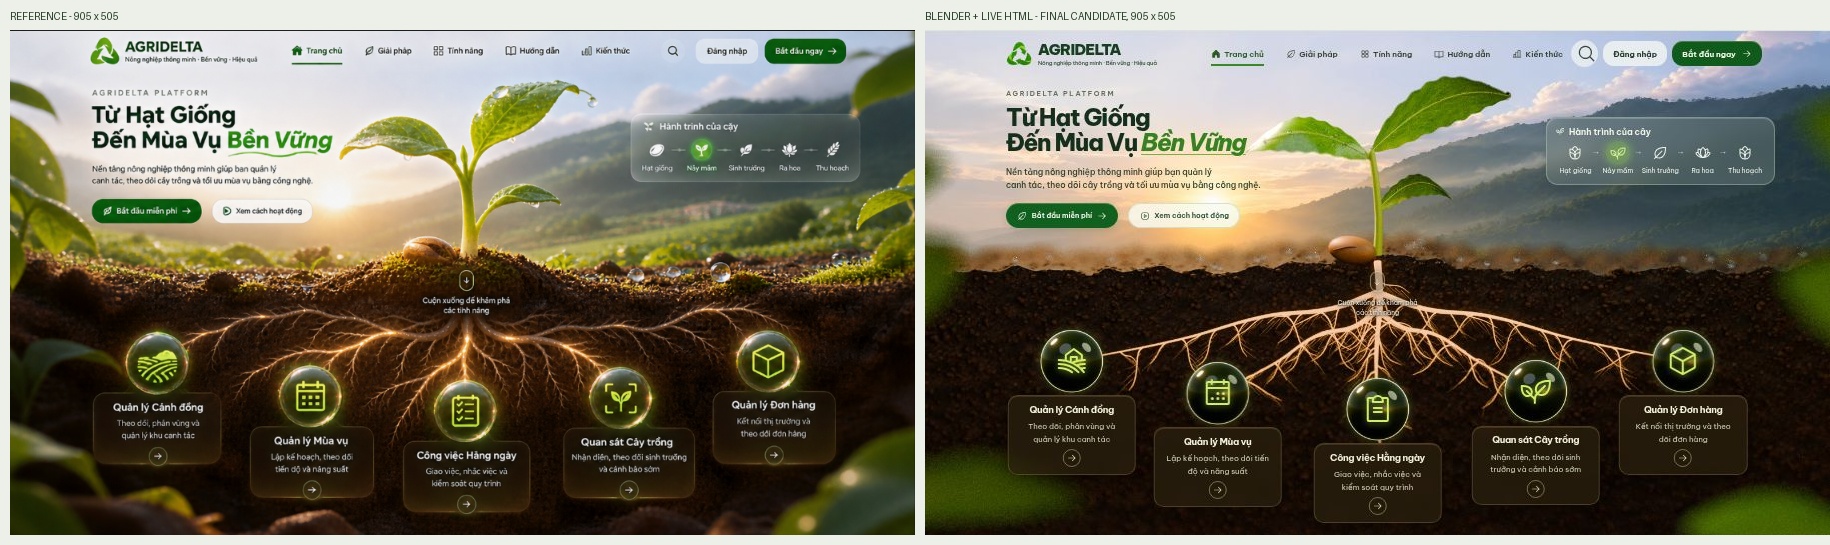 REFERENCE - 905 x 505
AGRIDELTA
Nông nghiệp thông minh · Bền vững · Hiệu quả
Trang chủ
Giải pháp
Tính năng
Hướng dẫn
Kiến thức
Đăng nhập
Bắt đầu ngay →
AGRIDELTA PLATFORM
Từ Hạt Giống
Đến Mùa Vụ Bền Vững
Nền tảng nông nghiệp thông minh giúp bạn quản lý
canh tác, theo dõi cây trồng và tối ưu mùa vụ bằng công nghệ.
Bắt đầu miễn phí →
Xem cách hoạt động
Hành trình của cây
Hạt giống
Nảy mầm
Sinh trưởng
Ra hoa
Thu hoạch
Cuộn xuống để khám phá
các tính năng
Quản lý Cánh đồng
Theo dõi, phân vùng và
quản lý khu canh tác
Quản lý Mùa vụ
Lập kế hoạch, theo dõi
tiến độ và năng suất
Công việc Hằng ngày
Giao việc, nhắc việc và
kiểm soát quy trình
Quan sát Cây trồng
Nhận diện, theo dõi sinh trưởng
và cảnh báo sớm
Quản lý Đơn hàng
Kết nối thị trường và
theo dõi đơn hàng
BLENDER + LIVE HTML - FINAL CANDIDATE, 905 x 505
AGRIDELTA
Nông nghiệp thông minh · Bền vững · Hiệu quả
Trang chủ
Giải pháp
Tính năng
Hướng dẫn
Kiến thức
Đăng nhập
Bắt đầu ngay →
AGRIDELTA PLATFORM
Từ Hạt Giống
Đến Mùa Vụ Bền Vững
Nền tảng nông nghiệp thông minh giúp bạn quản lý
canh tác, theo dõi cây trồng và tối ưu mùa vụ bằng công nghệ.
Bắt đầu miễn phí →
Xem cách hoạt động
Hành trình của cây
Hạt giống
Nảy mầm
Sinh trưởng
Ra hoa
Thu hoạch
Cuộn xuống để khám phá
các tính năng
Quản lý Cánh đồng
Theo dõi, phân vùng và
quản lý khu canh tác
Quản lý Mùa vụ
Lập kế hoạch, theo dõi tiến
độ và năng suất
Công việc Hằng ngày
Giao việc, nhắc việc và
kiểm soát quy trình
Quan sát Cây trồng
Nhận diện, theo dõi sinh
trưởng và cảnh báo sớm
Quản lý Đơn hàng
Kết nối thị trường và theo
dõi đơn hàng